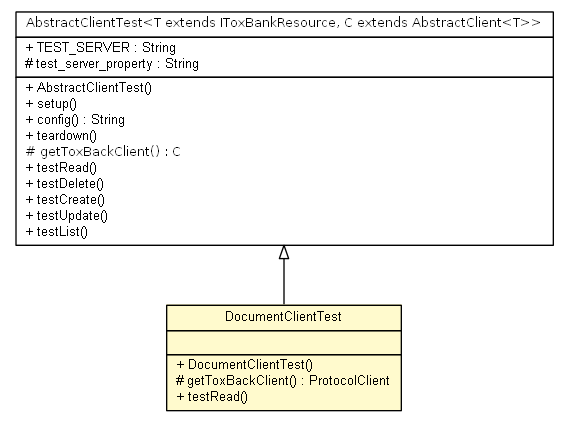 AbstractClientTest<T extends IToxBankResource, C extends AbstractClient<T>>
+ TEST_SERVER : String
# test_server_property : String
+ AbstractClientTest()
+ setup()
+ config() : String
+ teardown()
# getToxBackClient() : C
+ testRead()
+ testDelete()
+ testCreate()
+ testUpdate()
+ testList()
DocumentClientTest
+ DocumentClientTest()
# getToxBackClient() : ProtocolClient
+ testRead()